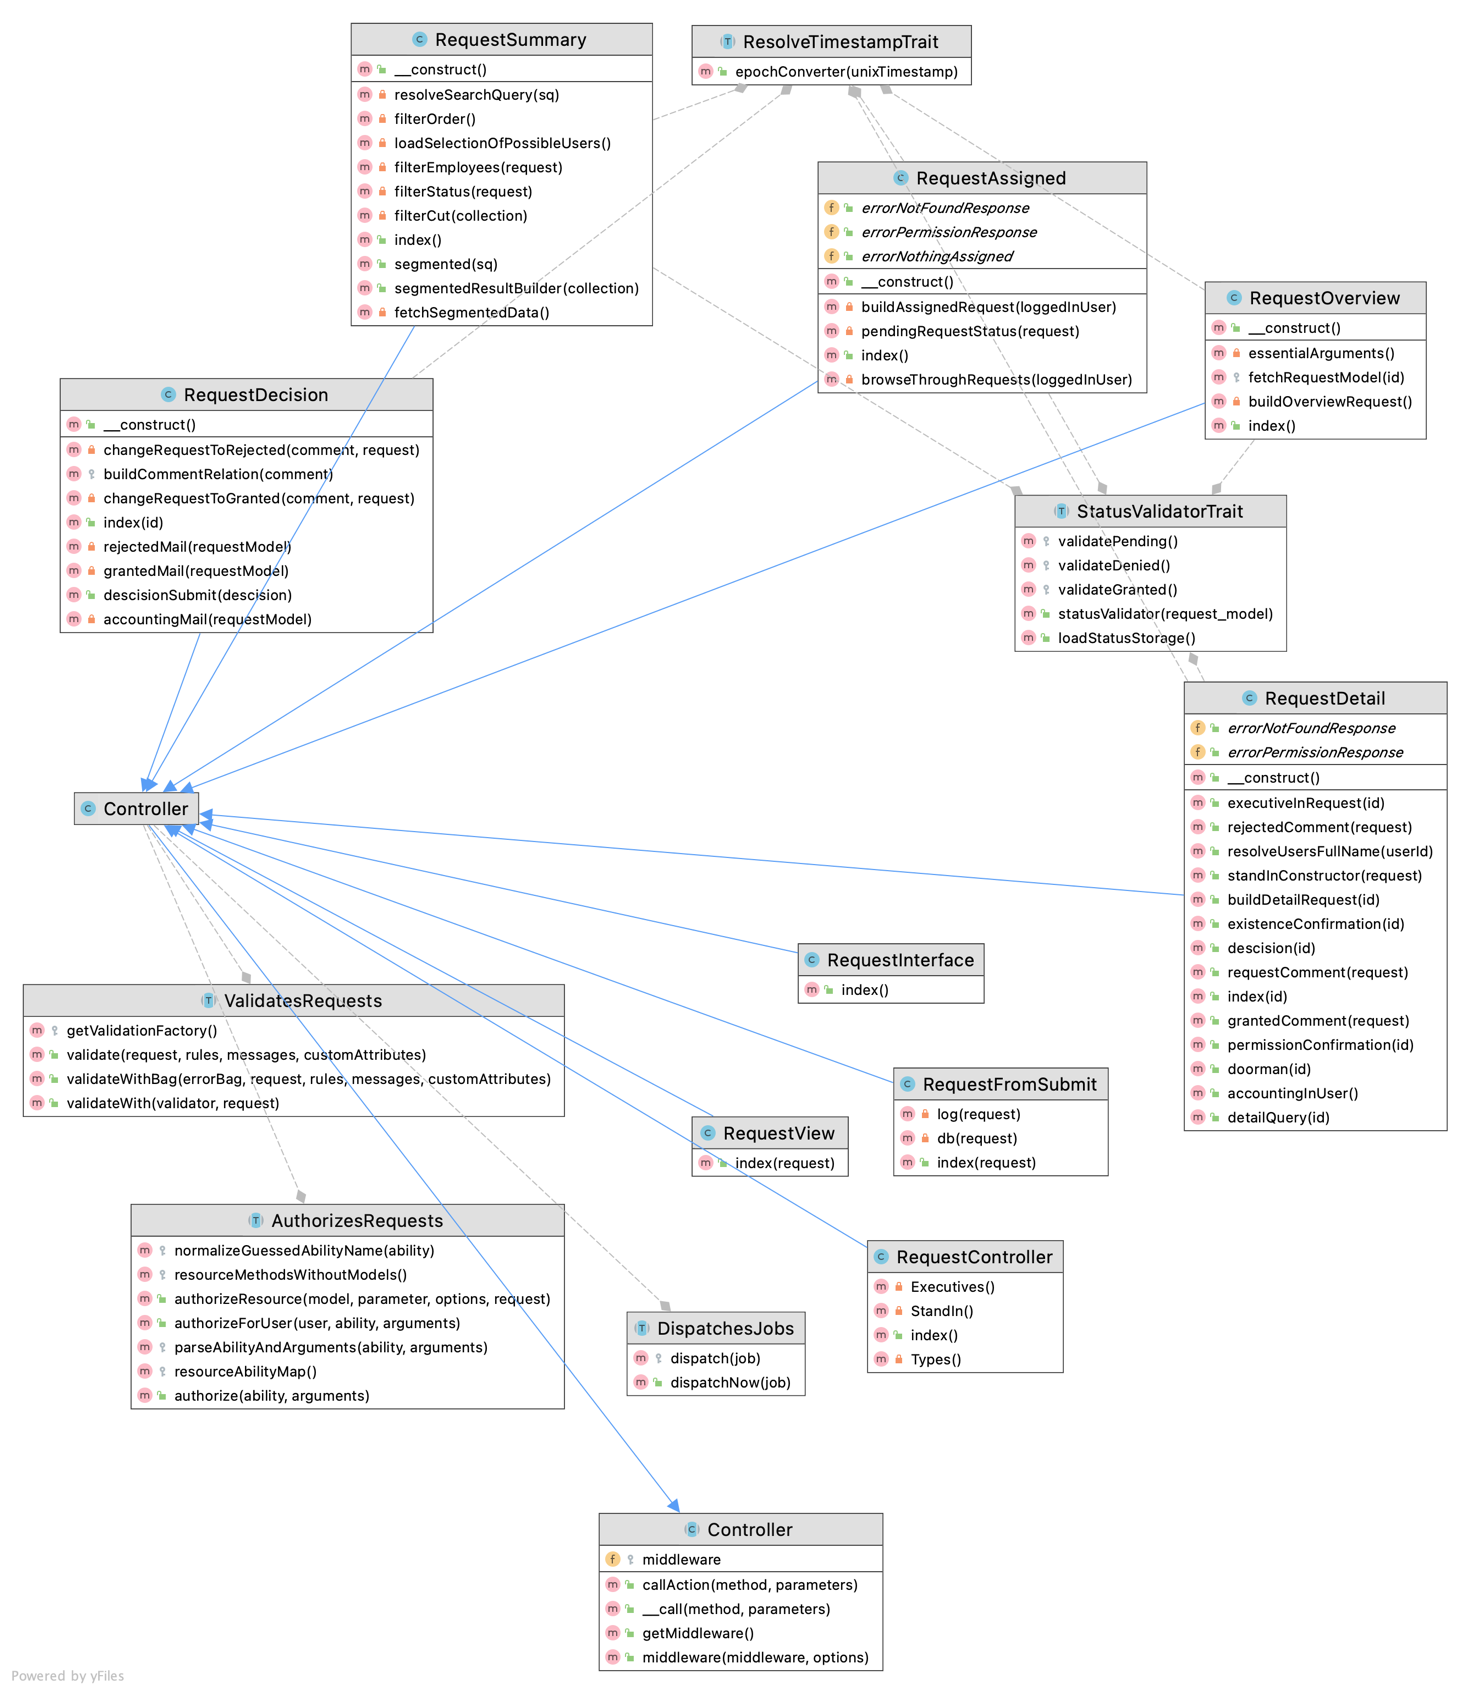 RequestSummary
__construct()
resolveSearchQuery(sq)
filterOrder()
loadSelectionOfPossibleUsers()
filterEmployees(request)
filterStatus(request)
filterCut(collection)
index()
segmented(sq)
segmentedResultBuilder(collection)
fetchSegmentedData()
ResolveTimestampTrait
epochConverter(unixTimestamp)
RequestAssigned
errorNotFoundResponse
errorPermissionResponse
errorNothingAssigned
__construct()
buildAssignedRequest(loggedInUser)
pendingRequestStatus(request)
index()
browseThroughRequests(loggedInUser)
RequestOverview
__construct()
essentialArguments()
fetchRequestModel(id)
buildOverviewRequest()
index()
RequestDecision
__construct()
changeRequestToRejected(comment, request)
buildCommentRelation(comment)
changeRequestToGranted(comment, request)
index(id)
rejectedMail(requestModel)
grantedMail(requestModel)
descisionSubmit(descision)
accountingMail(requestModel)
StatusValidatorTrait
validatePending()
validateDenied()
validateGranted()
statusValidator(request_model)
loadStatusStorage()
RequestDetail
errorNotFoundResponse
errorPermissionResponse
__construct()
executiveInRequest(id)
rejectedComment(request)
resolveUsersFullName(userId)
standInConstructor(request)
buildDetailRequest(id)
existenceConfirmation(id)
descision(id)
requestComment(request)
index(id)
grantedComment(request)
permissionConfirmation(id)
doorman(id)
accountingInUser()
detailQuery(id)
Controller
RequestInterface
index()
ValidatesRequests
getValidationFactory()
validate(request, rules, messages, customAttributes)
validateWithBag(errorBag, request, rules, messages, customAttributes)
validateWith(validator, request)
RequestFromSubmit
log(request)
db(request)
index(request)
RequestView
index(request)
AuthorizesRequests
normalizeGuessedAbilityName(ability)
resourceMethodsWithoutModels()
authorizeResource(model, parameter, options, request)
authorizeForUser(user, ability, arguments)
parseAbilityAndArguments(ability, arguments)
resourceAbilityMap()
authorize(ability, arguments)
RequestController
Executives()
StandIn()
index()
Types()
DispatchesJobs
dispatch(job)
dispatchNow(job)
Controller
middleware
callAction(method, parameters)
__call(method, parameters)
getMiddleware()
middleware(middleware, options)
Powered by yFiles